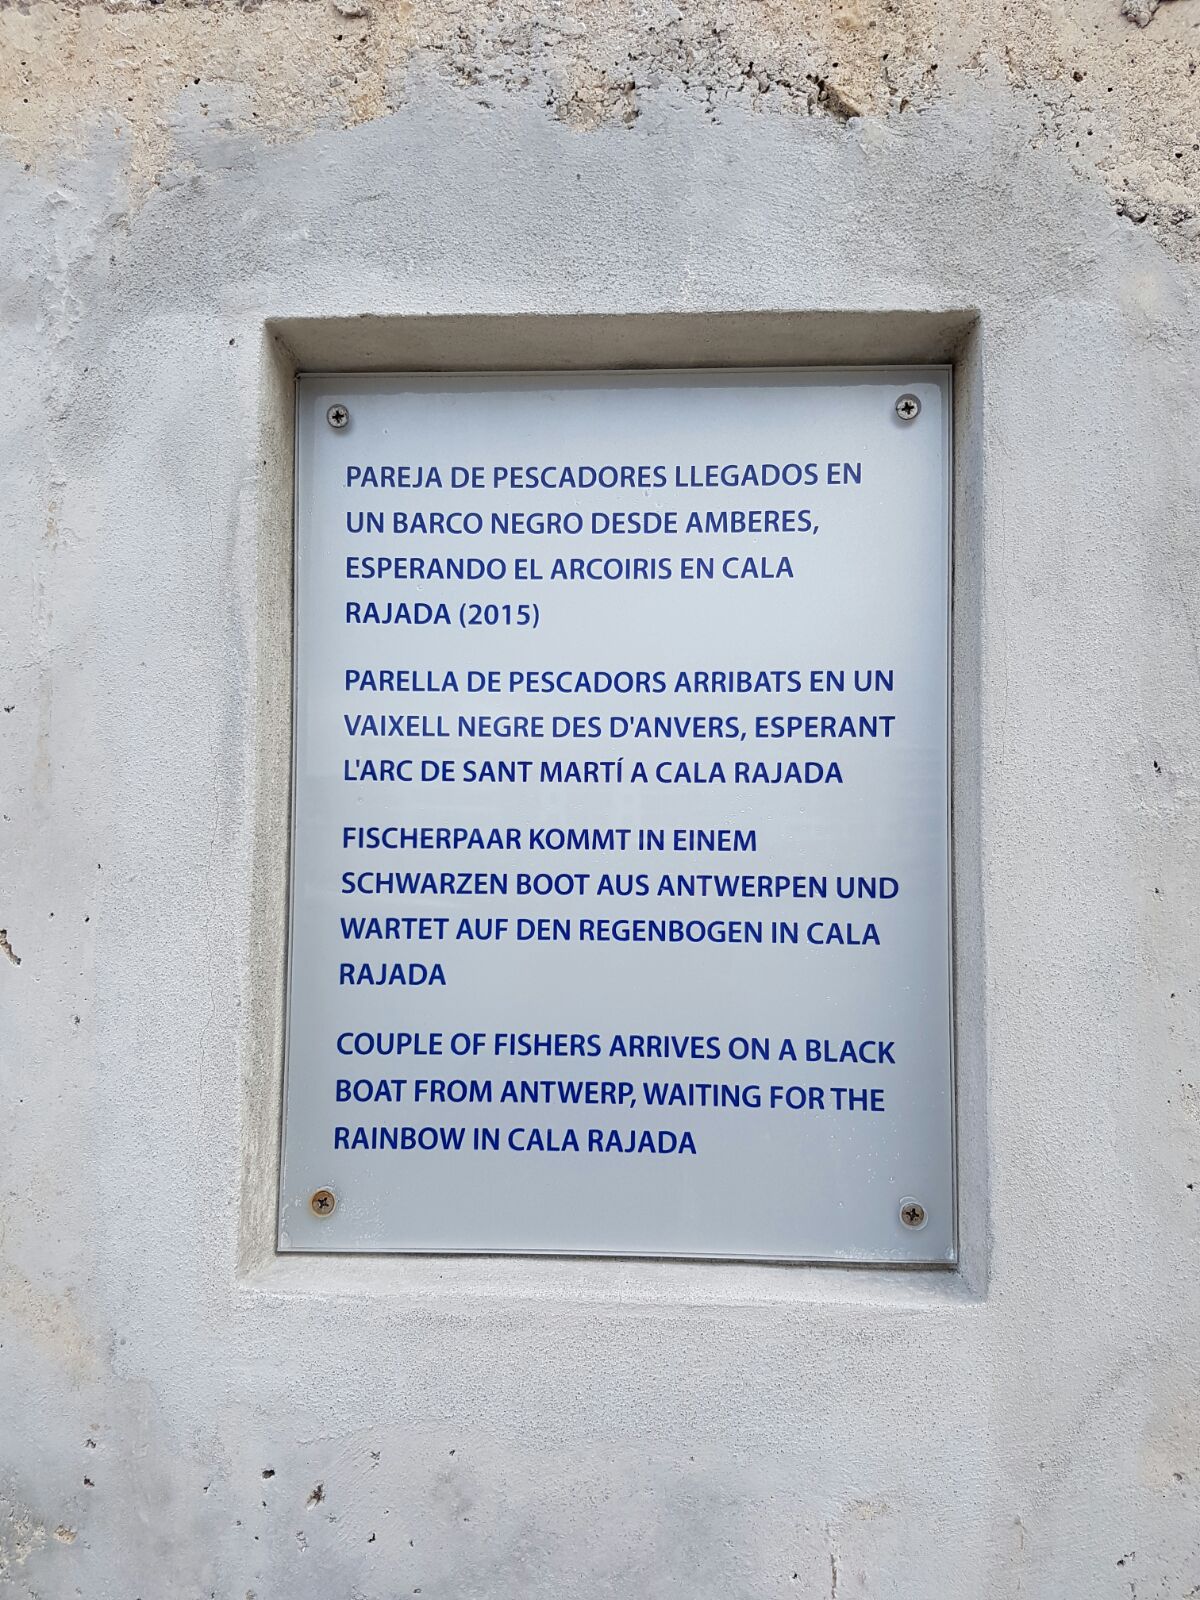 PAREJA DE PESCADORES LLEGADOS EN
UN BARCO NEGRO DESDE AMBERES,
ESPERANDO EL ARCOIRIS EN CALA
RAJADA (2015)
PARELLA DE PESCADORS ARRIBATS EN UN
VAIXELL NEGRE DES D'ANVERS, ESPERANT
L'ARC DE SANT MARTÍ A CALA RAJADA
FISCHERPAAR KOMMT IN EINEM
SCHWARZEN BOOT AUS ANTWERPEN UND
WARTET AUF DEN REGENBOGEN IN CALA
RAJADA
COUPLE OF FISHERS ARRIVES ON A BLACK
BOAT FROM ANTWERP, WAITING FOR THE
RAINBOW IN CALA RAJADA